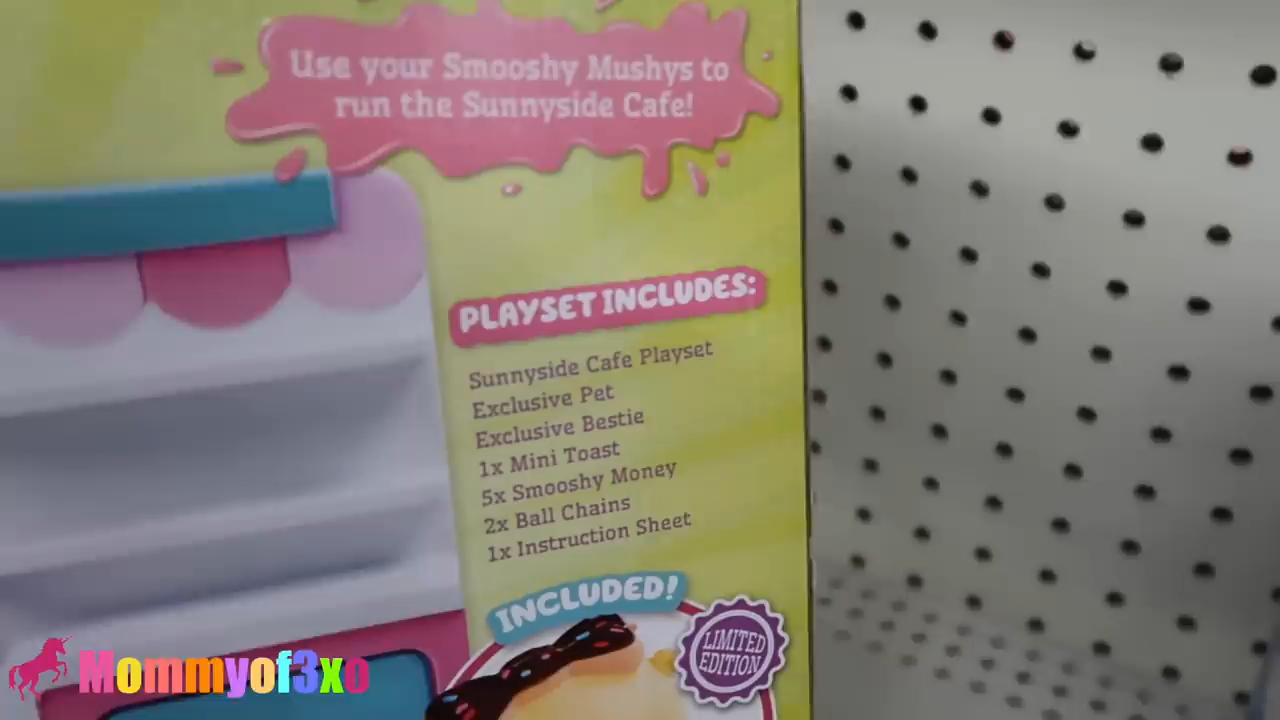 Use your Smooshy Mushys to
run the Sunnyside Cafe!
PLAYSET INCLUDES:
Sunnyside Cafe Playset
Exclusive Pet
Exclusive Bestie
1x Mini Toast
5x Smooshy Money
2x Ball Chains
1x Instruction Sheet
INCLUDED!
LIMITED
EDITION
Mommyof3xo